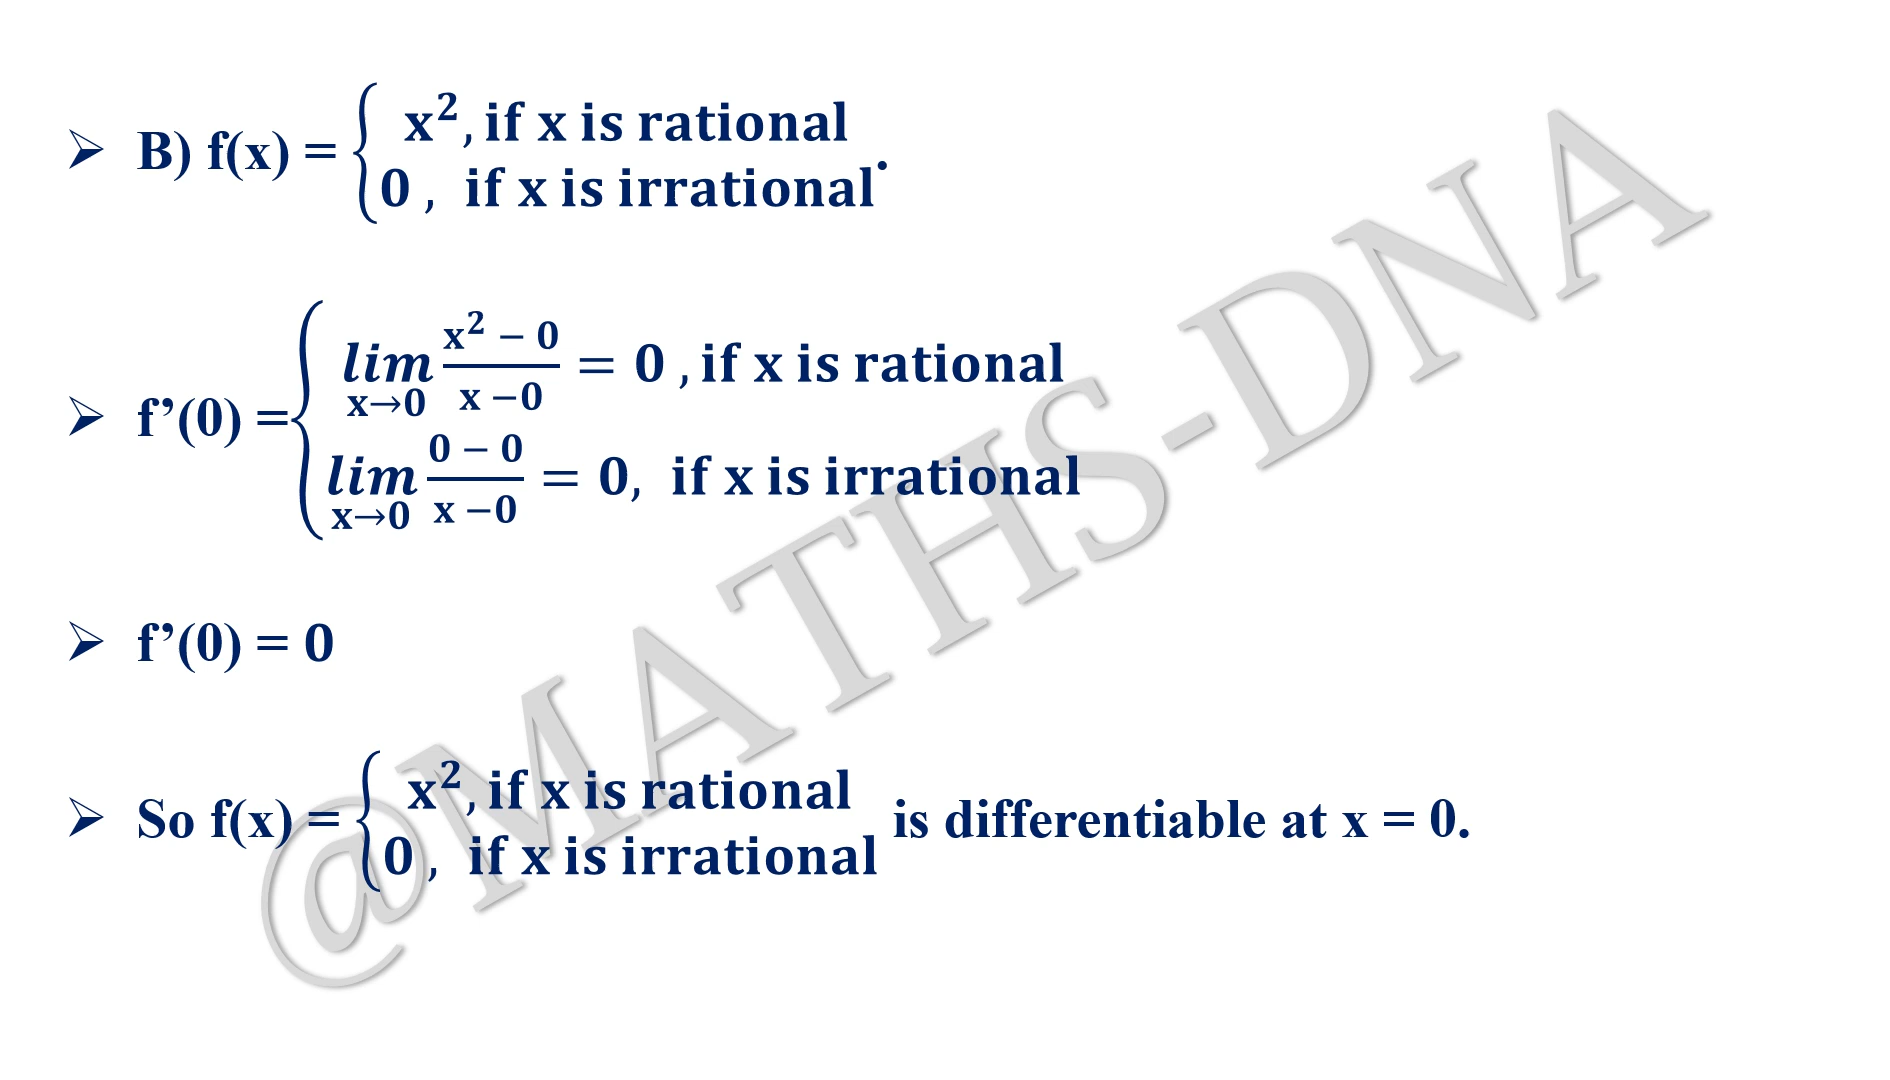 ➢ B) f(x) = { x², if x is rational
0 , if x is irrational .
➢ f’(0) = { lim x→0 (x² − 0)/(x −0) = 0 , if x is rational
lim x→0 (0 − 0)/(x −0) = 0, if x is irrational
➢ f’(0) = 0
➢ So f(x) = { x², if x is rational
0 , if x is irrational is differentiable at x = 0.
@MATHS-DNA